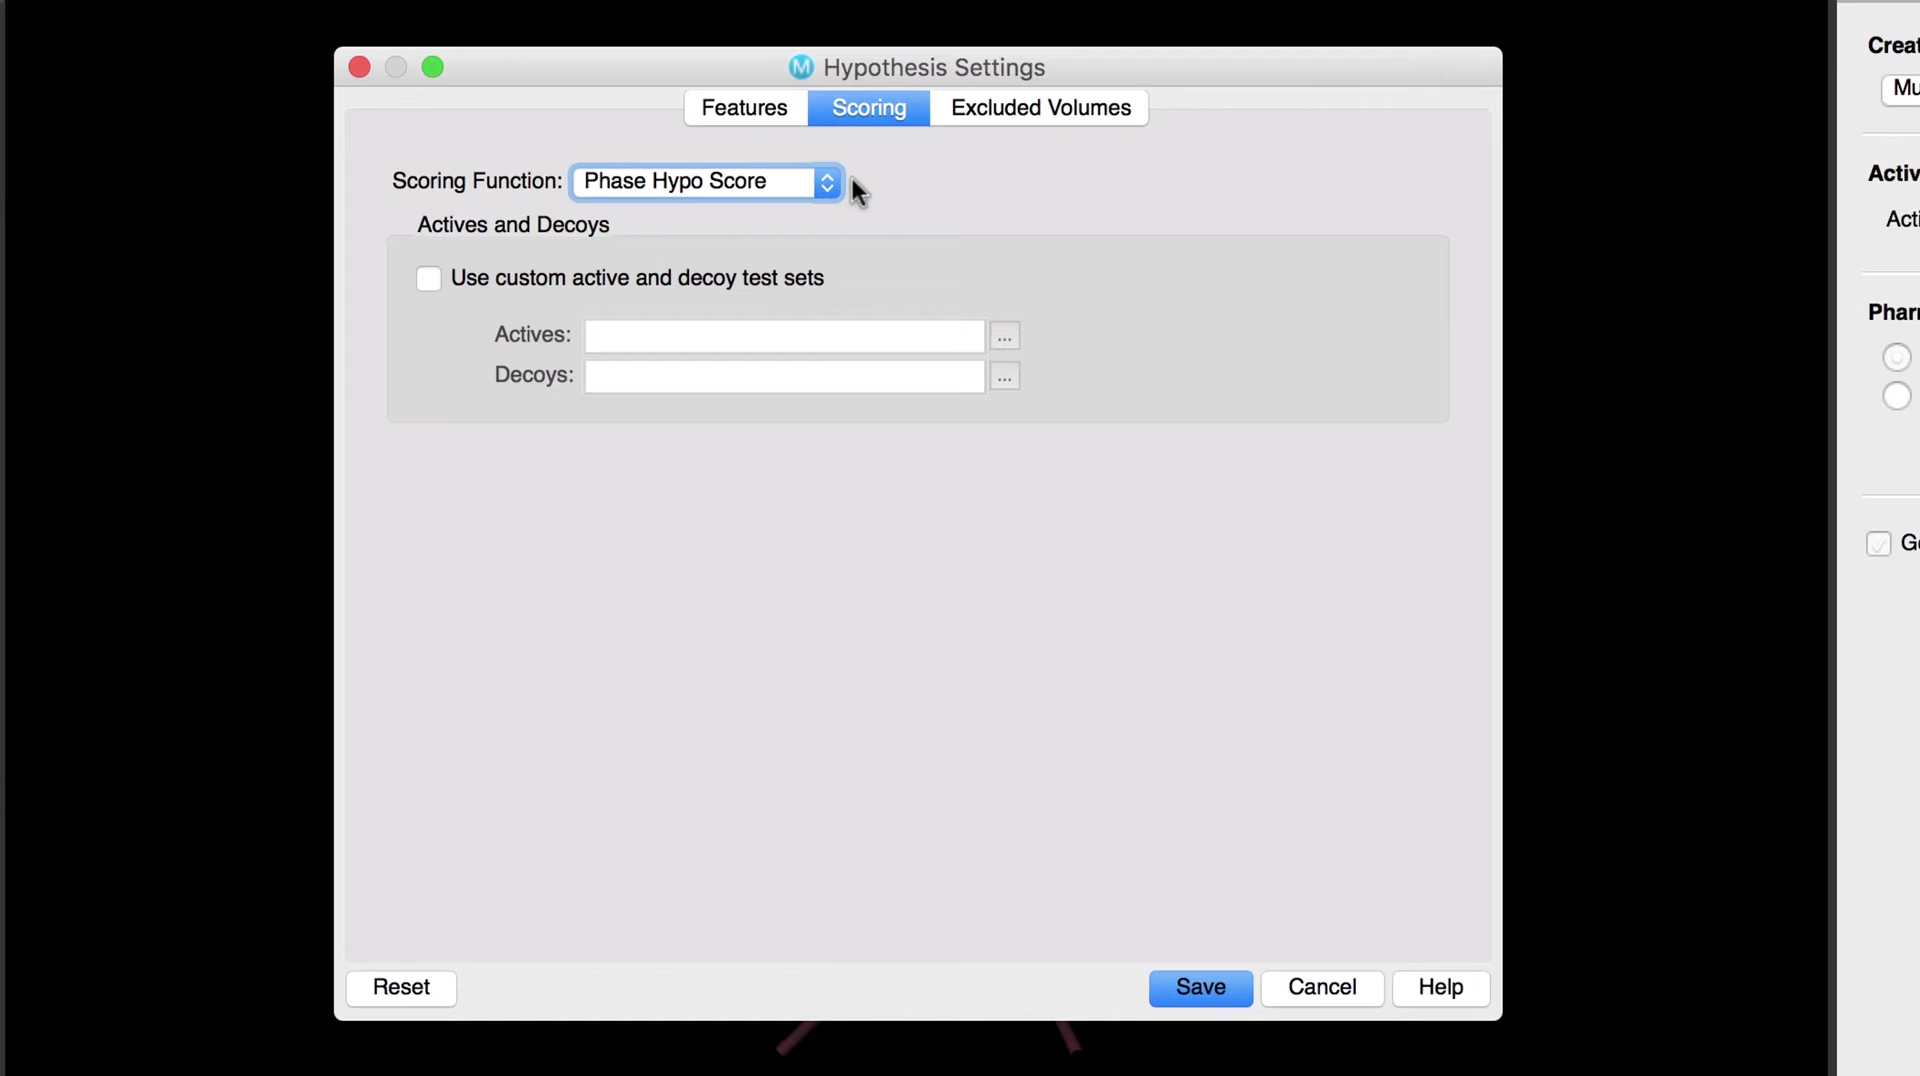 M Hypothesis Settings
Features Scoring Excluded Volumes
Scoring Function: Phase Hypo Score
Actives and Decoys
Use custom active and decoy test sets
Actives: ...
Decoys: ...
Reset Save Cancel Help
Creat
Mu
Activ
Acti
Phar
G